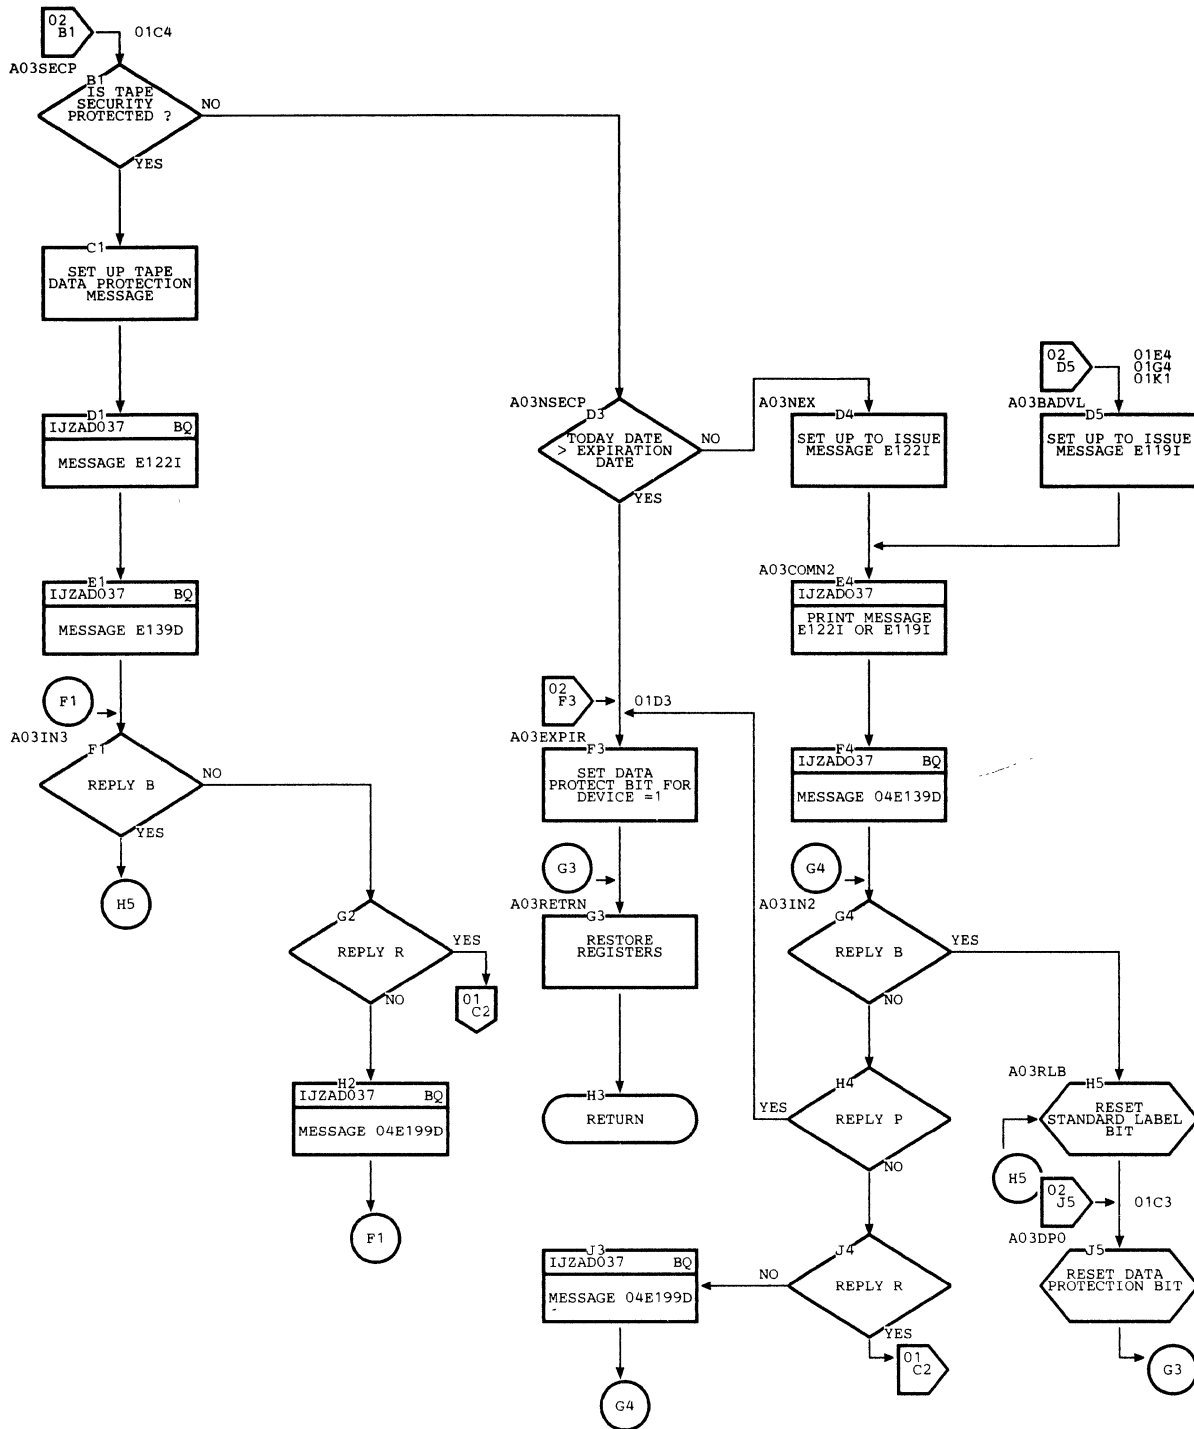 02
B1
01C4
A03SECP
B1
IS TAPE
SECURITY
PROTECTED ?
NO
YES
C1
SET UP TAPE
DATA PROTECTION
MESSAGE
D1
IJZADO37 BQ
MESSAGE E122I
E1
IJZADO37 BQ
MESSAGE E139D
F1
A03IN3
F1
REPLY B
NO
YES
H5
G2
REPLY R
YES
NO
01
C2
H2
IJZADO37 BQ
MESSAGE 04E199D
F1
A03NSECP
D3
TODAY DATE
> EXPIRATION
DATE
NO
YES
02
F3
01D3
A03EXPIR
F3
SET DATA
PROTECT BIT FOR
DEVICE =1
G3
A03RETRN
G3
RESTORE
REGISTERS
H3
RETURN
J3
IJZADO37 BQ
MESSAGE 04E199D
G4
A03NEX
D4
SET UP TO ISSUE
MESSAGE E122I
A03COMN2
E4
IJZADO37
PRINT MESSAGE
E122I OR E119I
F4
IJZADO37 BQ
MESSAGE 04E139D
G4
A03IN2
G4
REPLY B
YES
NO
H4
YES
REPLY P
NO
J4
NO
REPLY R
YES
01
C2
02
D5
01E4
01G4
01K1
A03BADVL
D5
SET UP TO ISSUE
MESSAGE E119I
A03RLB
H5
RESET
STANDARD LABEL
BIT
H5
02
J5
01C3
A03DP0
J5
RESET DATA
PROTECTION BIT
G3